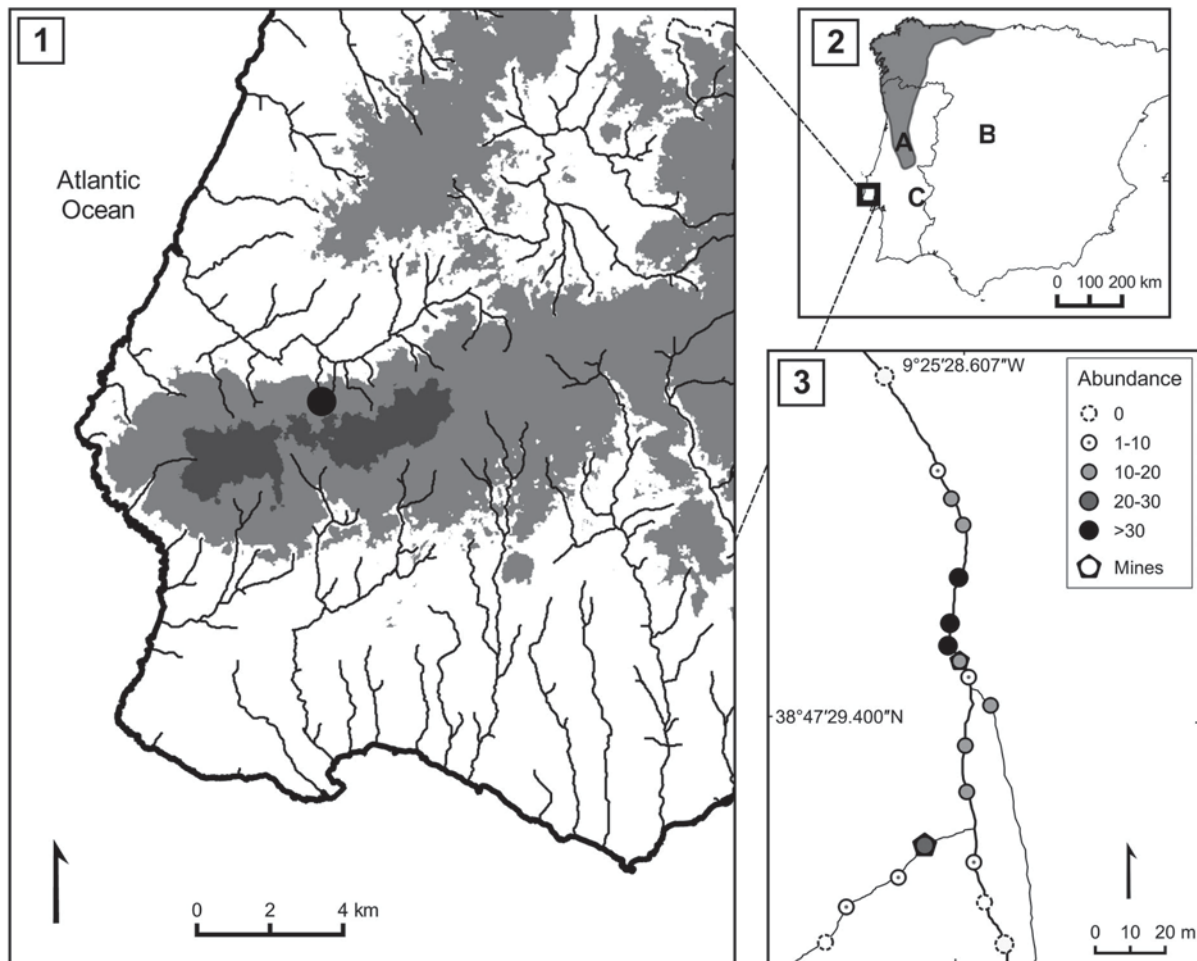 1
Atlantic
Ocean
0 2 4 km
2
A
B
C
0 100 200 km
3
9°25′28.607″W
38°47′29.400″N
Abundance
0
1-10
10-20
20-30
>30
Mines
0 10 20 m